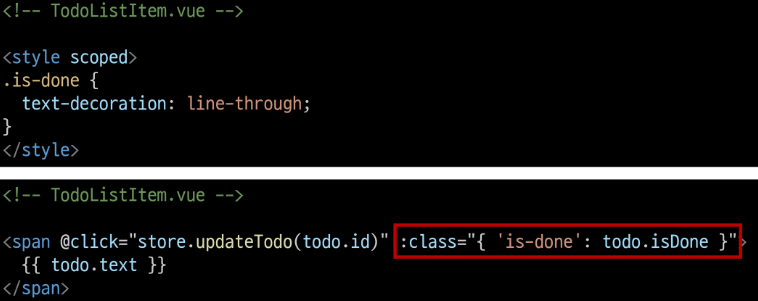 <!-- TodoListItem.vue -->
<style scoped>
.is-done {
  text-decoration: line-through;
}
</style>
<!-- TodoListItem.vue -->
<span @click="store.updateTodo(todo.id)" :class="{ 'is-done': todo.isDone }">
  {{ todo.text }}
</span>